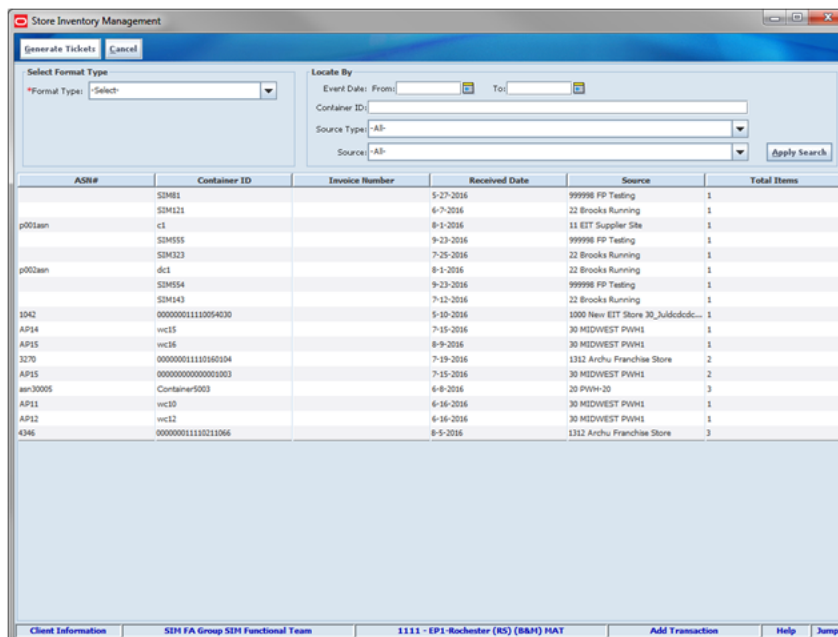 Store Inventory Management
Generate Tickets Cancel
Select Format Type
*Format Type: -Select-
Locate By
Event Date: From: To:
Container ID:
Source Type: -All-
Source: -All-
Apply Search
ASN# Container ID Invoice Number Received Date Source Total Items
SIM81 5-27-2016 999998 FP Testing 1
SIM121 6-7-2016 22 Brooks Running 1
p001asn c1 8-1-2016 11 EIT Supplier Site 1
SIM555 9-23-2016 999998 FP Testing 1
SIM323 7-25-2016 22 Brooks Running 1
p002asn dc1 8-1-2016 22 Brooks Running 1
SIM554 9-23-2016 999998 FP Testing 1
SIM143 7-12-2016 22 Brooks Running 1
1042 000000011110054030 5-10-2016 1000 New EIT Store 30_Juldcdcdc... 1
AP14 wc15 7-15-2016 30 MIDWEST PWH1 1
AP15 wc16 8-9-2016 30 MIDWEST PWH1 1
3270 000000011110160104 7-19-2016 1312 Archu Franchise Store 2
AP15 000000000000001003 7-15-2016 30 MIDWEST PWH1 2
asn30005 Container5003 6-8-2016 20 PWH-20 3
AP11 wc10 6-16-2016 30 MIDWEST PWH1 1
AP12 wc12 6-16-2016 30 MIDWEST PWH1 1
4346 000000011110211066 8-5-2016 1312 Archu Franchise Store 3
Client Information SIM FA Group SIM Functional Team 1111 - EP1-Rochester (RS) (B&M) MAT Add Transaction Help Jump